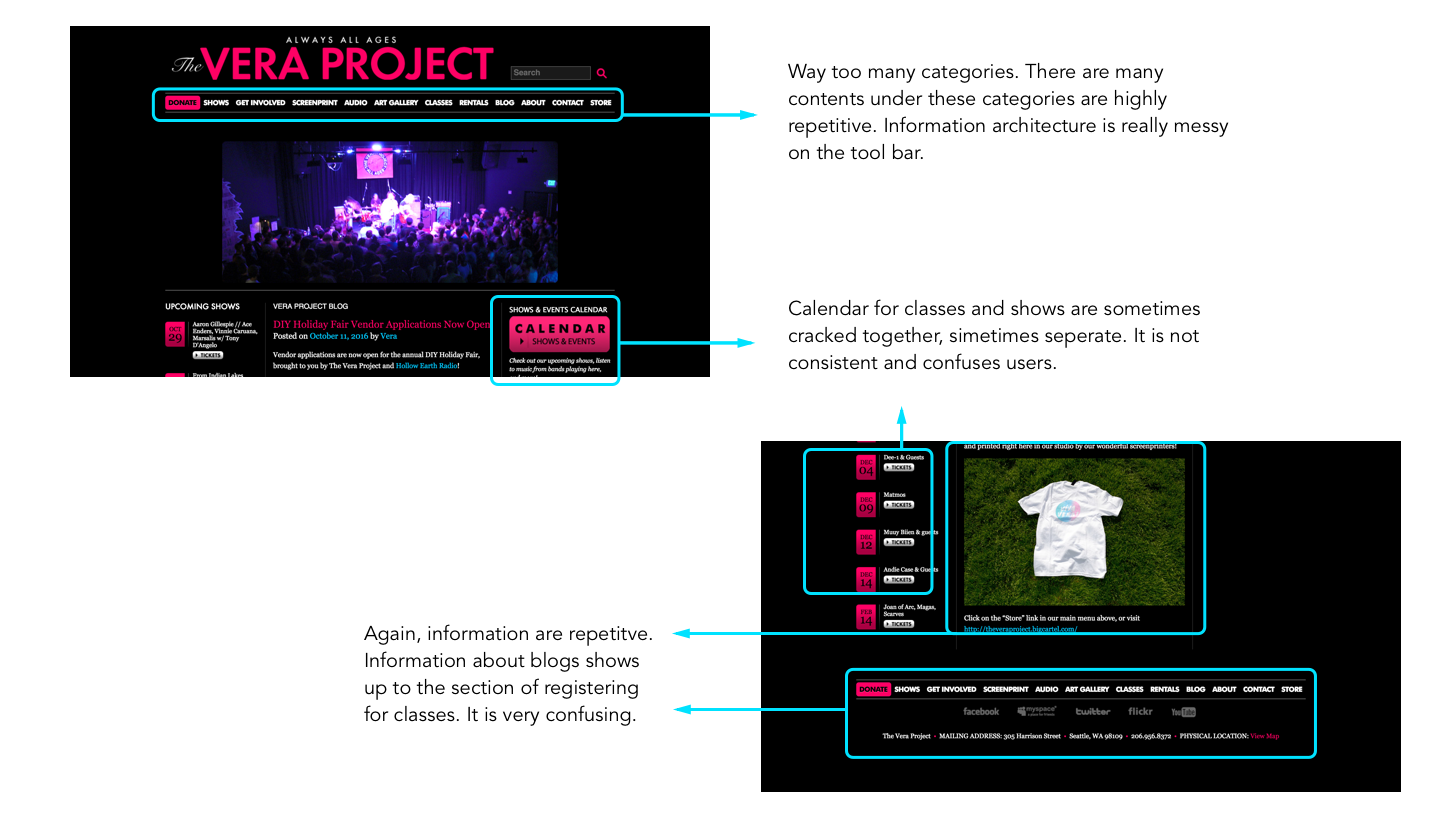 ALWAYS ALL AGES
The VERA PROJECT
Search
DONATE SHOWS GET INVOLVED SCREENPRINT AUDIO ART GALLERY CLASSES RENTALS BLOG ABOUT CONTACT STORE
Way too many categories. There are many
contents under these categories are highly
repetitive. Information architecture is really messy
on the tool bar.
UPCOMING SHOWS
OCT
29
Aaron Gillespie // Ace
Enders, Vinnie Caruana,
Marsalis w/ Tony
D'Angelo
TICKETS
From Indian Lakes
VERA PROJECT BLOG
DIY Holiday Fair Vendor Applications Now Open
Posted on October 11, 2016 by Vera
Vendor applications are now open for the annual DIY Holiday Fair,
brought to you by The Vera Project and Hollow Earth Radio!
SHOWS & EVENTS CALENDAR
CALENDAR
SHOWS & EVENTS
Check out our upcoming shows, listen
to music from bands playing here,
Calendar for classes and shows are sometimes
cracked together, simetimes seperate. It is not
consistent and confuses users.
DEC
04
Dee-1 & Guests
TICKETS
DEC
09
Matmos
TICKETS
DEC
12
Muny Biien & guests
TICKETS
DEC
14
Andie Case & Guests
TICKETS
FEB
14
Joan of Arc, Magas,
Scarves
TICKETS
and printed right here in our studio by our wonderful screenprinters!
Click on the "Store" link in our main menu above, or visit
http://theveraproject.bigcartel.com/
Again, information are repetitve.
Information about blogs shows
up to the section of registering
for classes. It is very confusing.
DONATE SHOWS GET INVOLVED SCREENPRINT AUDIO ART GALLERY CLASSES RENTALS BLOG ABOUT CONTACT STORE
facebook myspace twitter flickr YouTube
The Vera Project • MAILING ADDRESS: 305 Harrison Street • Seattle, WA 98109 • 206.956.8372 • PHYSICAL LOCATION: View Map